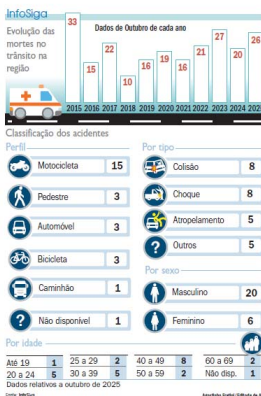 InfoSiga
Evolução das
mortes no
trânsito na
região
Dados de Outubro de cada ano
33
15
22
10
16
19
16
21
27
20
26
2015 2016 2017 2018 2019 2020 2021 2022 2023 2024
Classificação dos acidentes
Perfil
Motocicleta 15
Pedestre 3
Automóvel 3
Bicicleta 3
Caminhão 1
Não disponível 1
Por tipo
Colisão 8
Choque 8
Atropelamento 5
Outros 5
Por sexo
Masculino 20
Feminino 6
Por idade
Até 19 1 25 a 29 2 40 a 49 8 60 a 69 2
20 a 24 5 30 a 39 5 50 a 59 2 Não disp. 1
Dados relativos a outubro de 2025
Fonte: InfoSiga